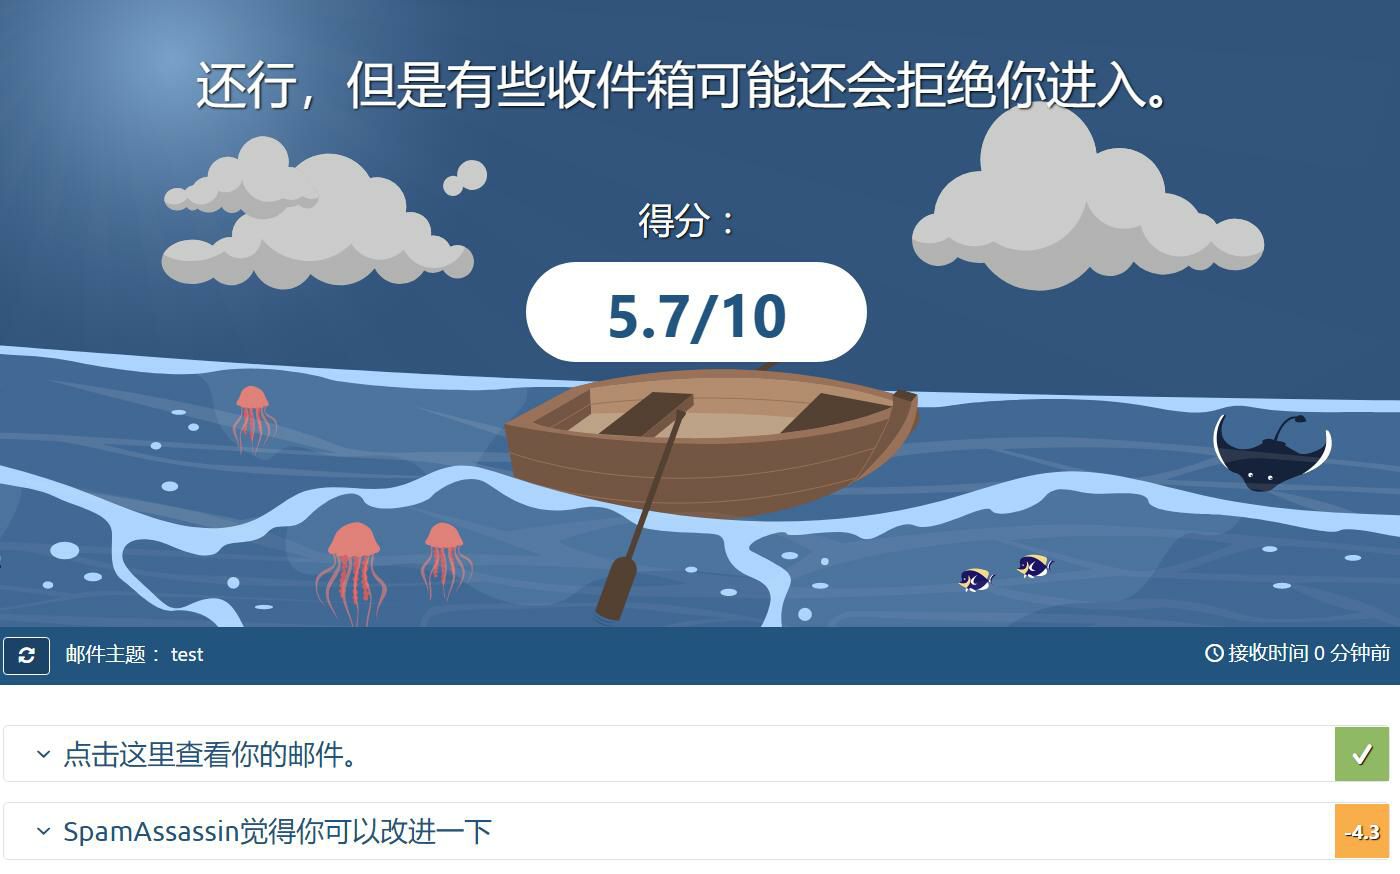 还行，但是有些收件箱可能还会拒绝你进入。
得分：
5.7/10
邮件主题： test
接收时间 0 分钟前
点击这里查看你的邮件。
SpamAssassin觉得你可以改进一下
-4.3